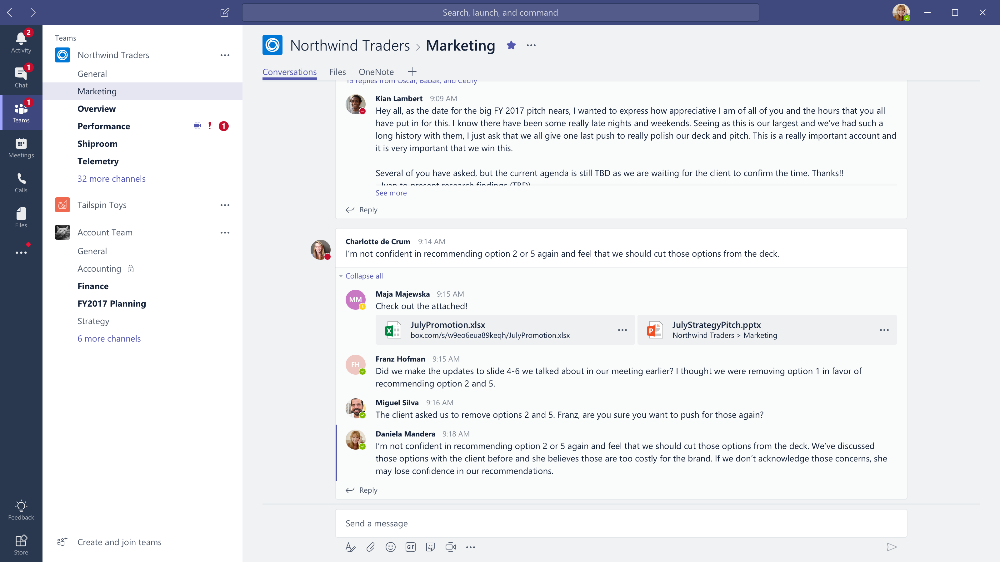 Search, launch, and command
2
Activity
1
Chat
1
Teams
Meetings
Calls
Files
Feedback
Store
Teams
Northwind Traders
General
Marketing
Overview
Performance ! 1
Shiproom
Telemetry
32 more channels
Tailspin Toys
Account Team
General
Accounting
Finance
FY2017 Planning
Strategy
6 more channels
Create and join teams
Northwind Traders > Marketing
Conversations Files OneNote
15 replies from Oscar, Babak, and Cecily
Kian Lambert 9:09 AM
Hey all, as the date for the big FY 2017 pitch nears, I wanted to express how appreciative I am of all of you and the hours that you all
have put in for this. I know there have been some really late nights and weekends. Seeing as this is our largest and we’ve had such a
long history with them, I just ask that we all give one last push to really polish our deck and pitch. This is a really important account and
it is very important that we win this.
Several of you have asked, but the current agenda is still TBD as we are waiting for the client to confirm the time. Thanks!!
Ivan to present research findings (TBD)
See more
Reply
Charlotte de Crum 9:14 AM
I’m not confident in recommending option 2 or 5 again and feel that we should cut those options from the deck.
Collapse all
MM
Maja Majewska 9:15 AM
Check out the attached!
X
JulyPromotion.xlsx
box.com/s/w9eo6eua89keqh/JulyPromotion.xlsx
P
JulyStrategyPitch.pptx
Northwind Traders > Marketing
FH
Franz Hofman 9:15 AM
Did we make the updates to slide 4-6 we talked about in our meeting earlier? I thought we were removing option 1 in favor of
recommending option 2 and 5.
Miguel Silva 9:16 AM
The client asked us to remove options 2 and 5. Franz, are you sure you want to push for those again?
Daniela Mandera 9:18 AM
I’m not confident in recommending option 2 or 5 again and feel that we should cut those options from the deck. We’ve discussed
those options with the client before and she believes those are too costly for the brand. If we don’t acknowledge those concerns, she
may lose confidence in our recommendations.
Reply
Send a message
GIF